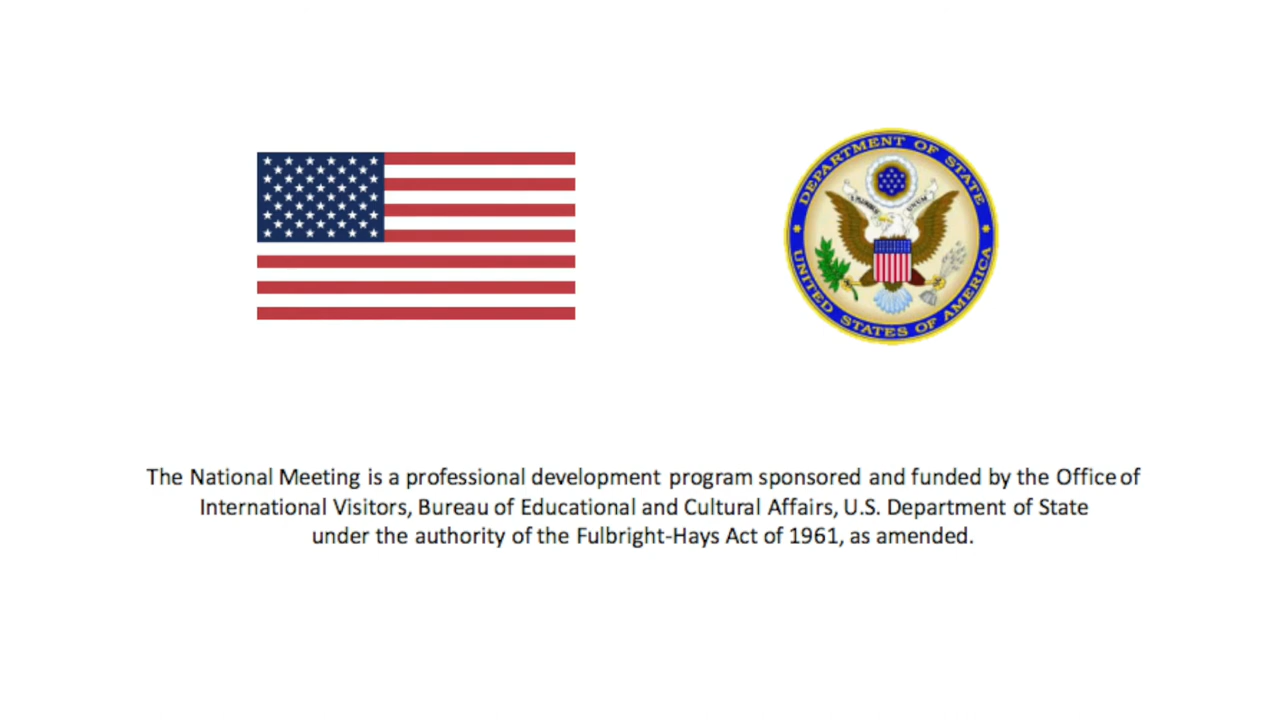 DEPARTMENT OF STATE
UNITED STATES OF AMERICA
The National Meeting is a professional development program sponsored and funded by the Office of
International Visitors, Bureau of Educational and Cultural Affairs, U.S. Department of State
under the authority of the Fulbright-Hays Act of 1961, as amended.